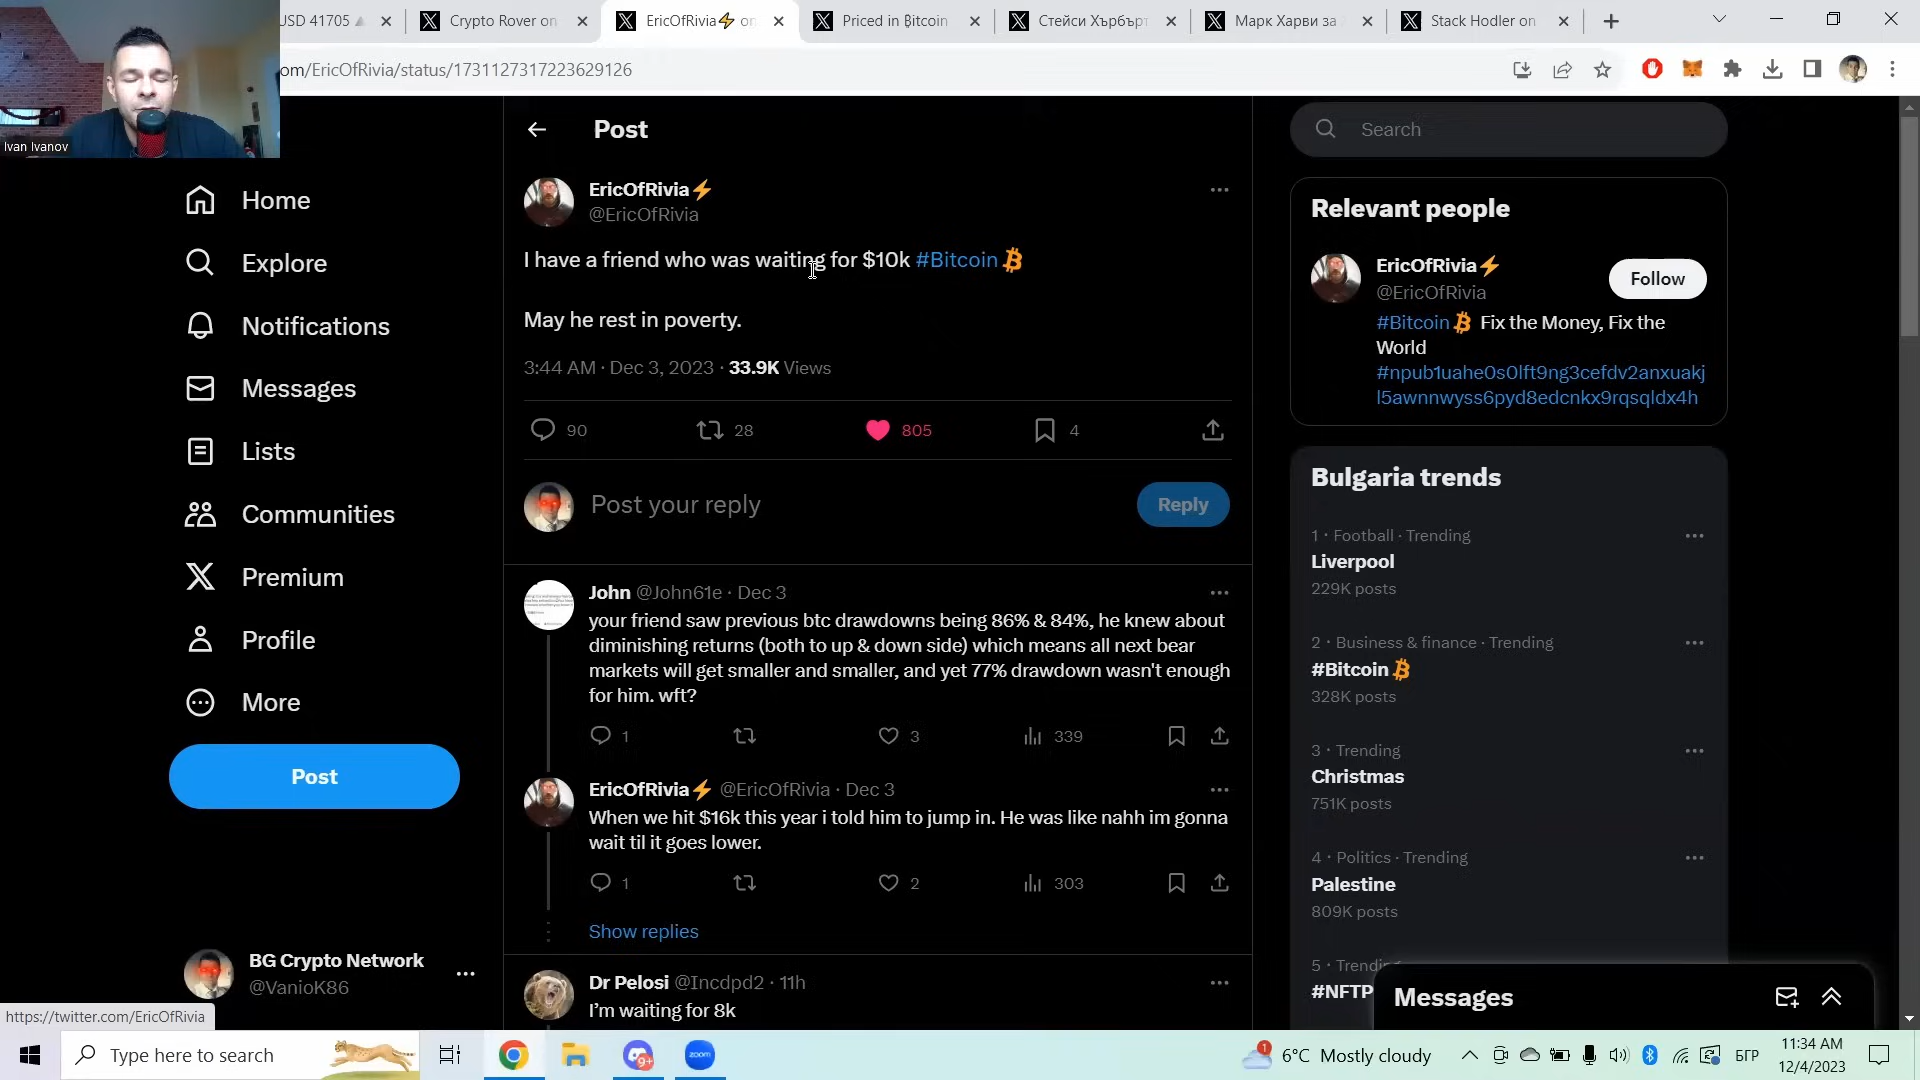 USD 41705
Crypto Rover on
EricOfRivia⚡ on
Priced in Bitcoin
Стейси Хърбърт
Марк Харви за
Stack Hodler on
om/EricOfRivia/status/1731127317223629126
Ivan Ivanov
Home
Explore
Notifications
Messages
Lists
Communities
Premium
Profile
More
Post
BG Crypto Network
@VanioK86
https://twitter.com/EricOfRivia
Post
EricOfRivia⚡
@EricOfRivia
I have a friend who was waiting for $10k #Bitcoin
May he rest in poverty.
3:44 AM · Dec 3, 2023 · 33.9K Views
90 28 805 4
Post your reply
Reply
John @John61e · Dec 3
your friend saw previous btc drawdowns being 86% & 84%, he knew about
diminishing returns (both to up & down side) which means all next bear
markets will get smaller and smaller, and yet 77% drawdown wasn't enough
for him. wft?
1 3 339
EricOfRivia⚡ @EricOfRivia · Dec 3
When we hit $16k this year i told him to jump in. He was like nahh im gonna
wait til it goes lower.
1 2 303
Show replies
Dr Pelosi @Incdpd2 · 11h
I'm waiting for 8k
Search
Relevant people
EricOfRivia⚡
@EricOfRivia
Follow
#Bitcoin Fix the Money, Fix the
World
#npub1uahe0s0lft9ng3cefdv2anxuakj
l5awnnwyss6pyd8edcnkx9rqsqldx4h
Bulgaria trends
1 · Football · Trending
Liverpool
229K posts
2 · Business & finance · Trending
#Bitcoin
328K posts
3 · Trending
Christmas
751K posts
4 · Politics · Trending
Palestine
809K posts
5 · Trending
#NFTP
Messages
Type here to search
9+
zoom
1
6°C Mostly cloudy
БГР
11:34 AM
12/4/2023